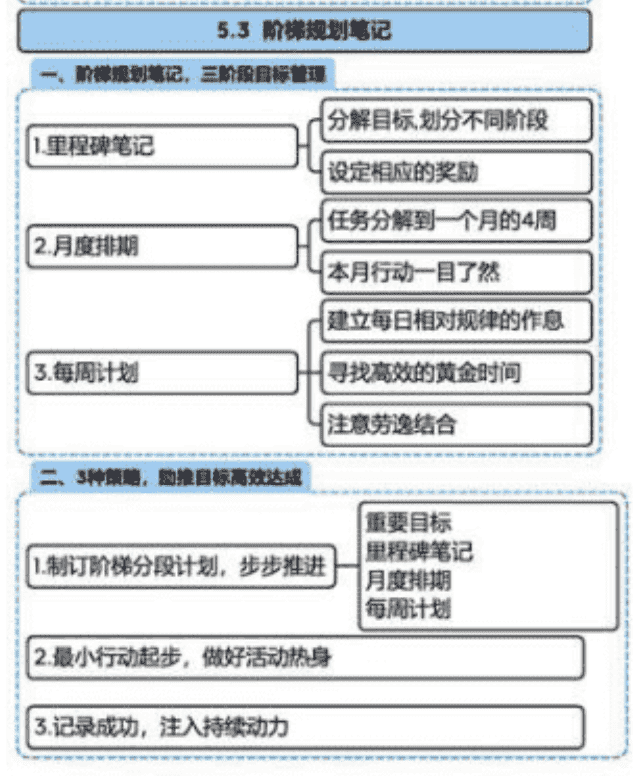 5.3 阶梯规划笔记
一、阶梯规划笔记，三阶段目标管理
1.里程碑笔记
分解目标,划分不同阶段
设定相应的奖励
2.月度排期
任务分解到一个月的4周
本月行动一目了然
3.每周计划
建立每日相对规律的作息
寻找高效的黄金时间
注意劳逸结合
二、3种策略，助推目标高效达成
1.制订阶梯分段计划，步步推进
重要目标
里程碑笔记
月度排期
每周计划
2.最小行动起步，做好活动热身
3.记录成功，注入持续动力